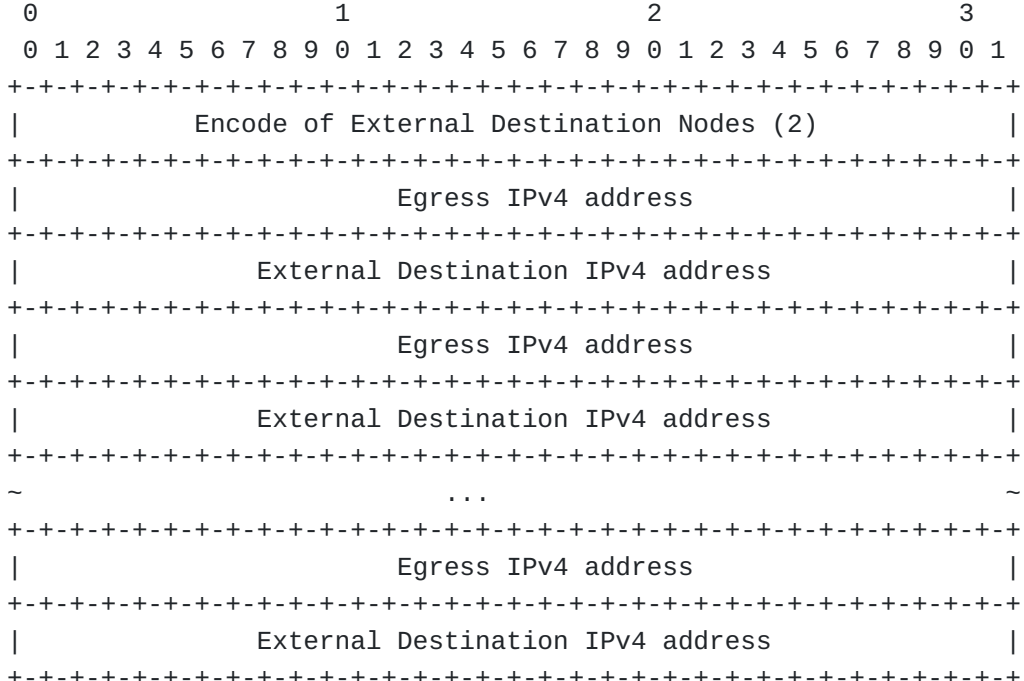 0                   1                   2                   3
 0 1 2 3 4 5 6 7 8 9 0 1 2 3 4 5 6 7 8 9 0 1 2 3 4 5 6 7 8 9 0 1
+-+-+-+-+-+-+-+-+-+-+-+-+-+-+-+-+-+-+-+-+-+-+-+-+-+-+-+-+-+-+-+-+
|           Encode of External Destination Nodes (2)            |
+-+-+-+-+-+-+-+-+-+-+-+-+-+-+-+-+-+-+-+-+-+-+-+-+-+-+-+-+-+-+-+-+
|                        Egress IPv4 address                    |
+-+-+-+-+-+-+-+-+-+-+-+-+-+-+-+-+-+-+-+-+-+-+-+-+-+-+-+-+-+-+-+-+
|               External Destination IPv4 address               |
+-+-+-+-+-+-+-+-+-+-+-+-+-+-+-+-+-+-+-+-+-+-+-+-+-+-+-+-+-+-+-+-+
|                        Egress IPv4 address                    |
+-+-+-+-+-+-+-+-+-+-+-+-+-+-+-+-+-+-+-+-+-+-+-+-+-+-+-+-+-+-+-+-+
|               External Destination IPv4 address               |
+-+-+-+-+-+-+-+-+-+-+-+-+-+-+-+-+-+-+-+-+-+-+-+-+-+-+-+-+-+-+-+-+
~                           ...                                 ~
+-+-+-+-+-+-+-+-+-+-+-+-+-+-+-+-+-+-+-+-+-+-+-+-+-+-+-+-+-+-+-+-+
|                        Egress IPv4 address                    |
+-+-+-+-+-+-+-+-+-+-+-+-+-+-+-+-+-+-+-+-+-+-+-+-+-+-+-+-+-+-+-+-+
|               External Destination IPv4 address               |
+-+-+-+-+-+-+-+-+-+-+-+-+-+-+-+-+-+-+-+-+-+-+-+-+-+-+-+-+-+-+-+-+